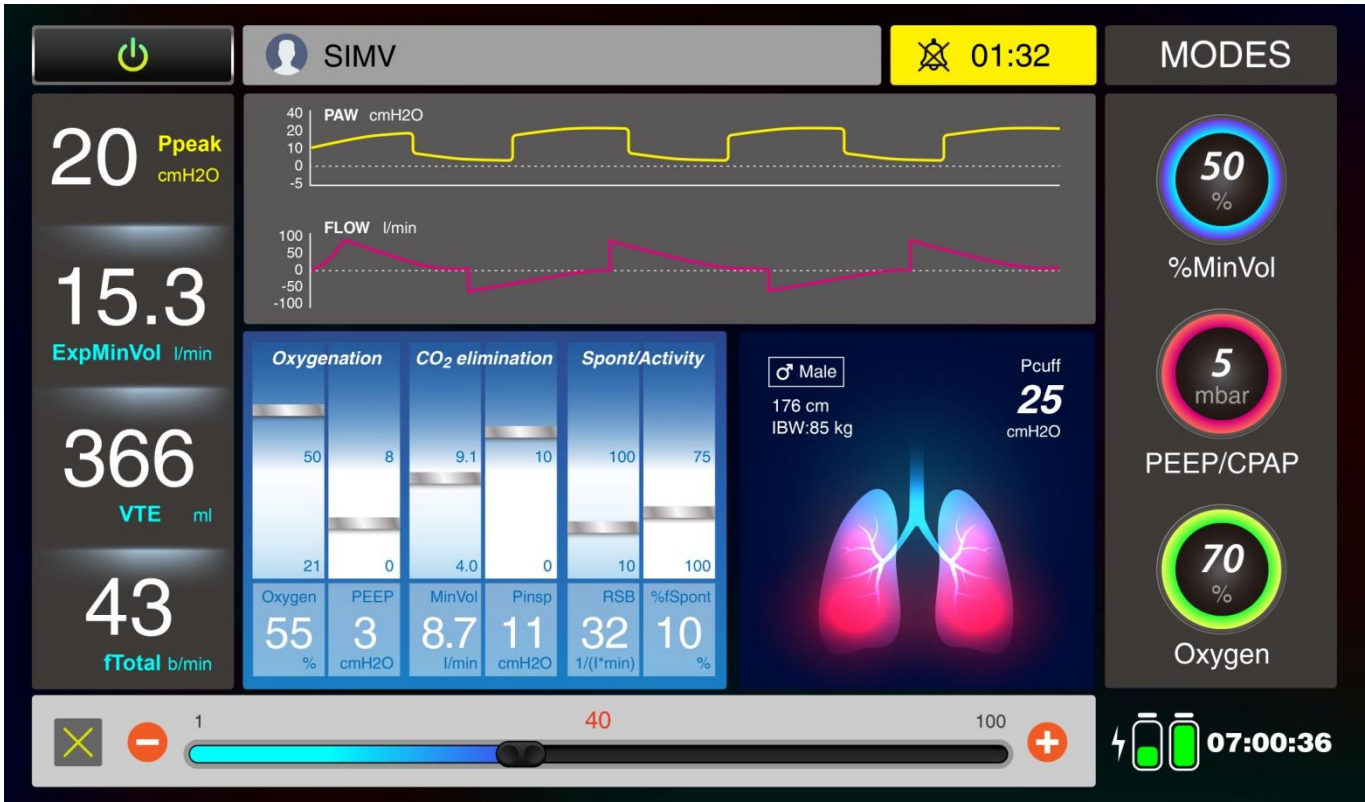 SIMV
01:32
MODES
20 Ppeak
cmH2O
15.3
ExpMinVol l/min
366
VTE ml
43
fTotal b/min
PAW cmH2O
40
20
10
0
-5
FLOW l/min
100
50
0
-50
-100
Oxygenation CO2 elimination Spont/Activity
50 8 9.1 10 100 75
21 0 4.0 0 10 100
Oxygen PEEP MinVol Pinsp RSB %fSpont
55 3 8.7 11 32 10
% cmH2O l/min cmH2O 1/(l*min) %
♂ Male
176 cm
IBW:85 kg
Pcuff
25
cmH2O
50
%
%MinVol
5
mbar
PEEP/CPAP
70
%
Oxygen
1 40 100
07:00:36